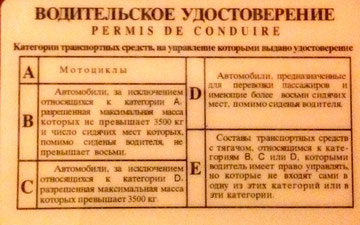 ВОДИТЕЛЬСКОЕ УДОСТОВЕРЕНИЕ
PERMIS DE CONDUIRE
Категории транспортных средств, на управление которыми выдано удостоверение
A
Мотоциклы
B
Автомобили, за исключением
относящихся к категории А,
разрешенная максимальная масса
которых не превышает 3500 кг
и число сидячих мест которых,
помимо сиденья водителя, не
превышает восьми.
C
Автомобили, за исключением
относящихся к категории D,
разрешенная максимальная масса
которых превышает 3500 кг.
D
Автомобили, предназначенные
для перевозки пассажиров и
имеющие более восьми сидячих
мест, помимо сиденья водителя.
E
Составы транспортных средств
с тягачом, относящимся к кате-
гориям В, С или D, которыми
водитель имеет право управлять,
но которые не входят сами в
одну из этих категорий или в
эти категории.